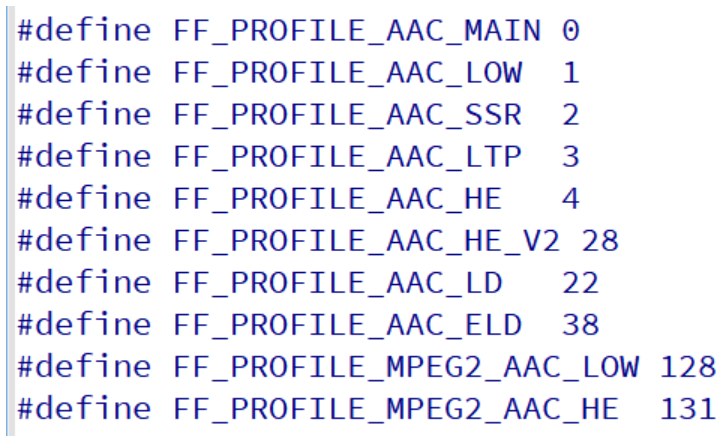 #define FF_PROFILE_AAC_MAIN 0
#define FF_PROFILE_AAC_LOW  1
#define FF_PROFILE_AAC_SSR  2
#define FF_PROFILE_AAC_LTP  3
#define FF_PROFILE_AAC_HE   4
#define FF_PROFILE_AAC_HE_V2 28
#define FF_PROFILE_AAC_LD   22
#define FF_PROFILE_AAC_ELD  38
#define FF_PROFILE_MPEG2_AAC_LOW 128
#define FF_PROFILE_MPEG2_AAC_HE  131